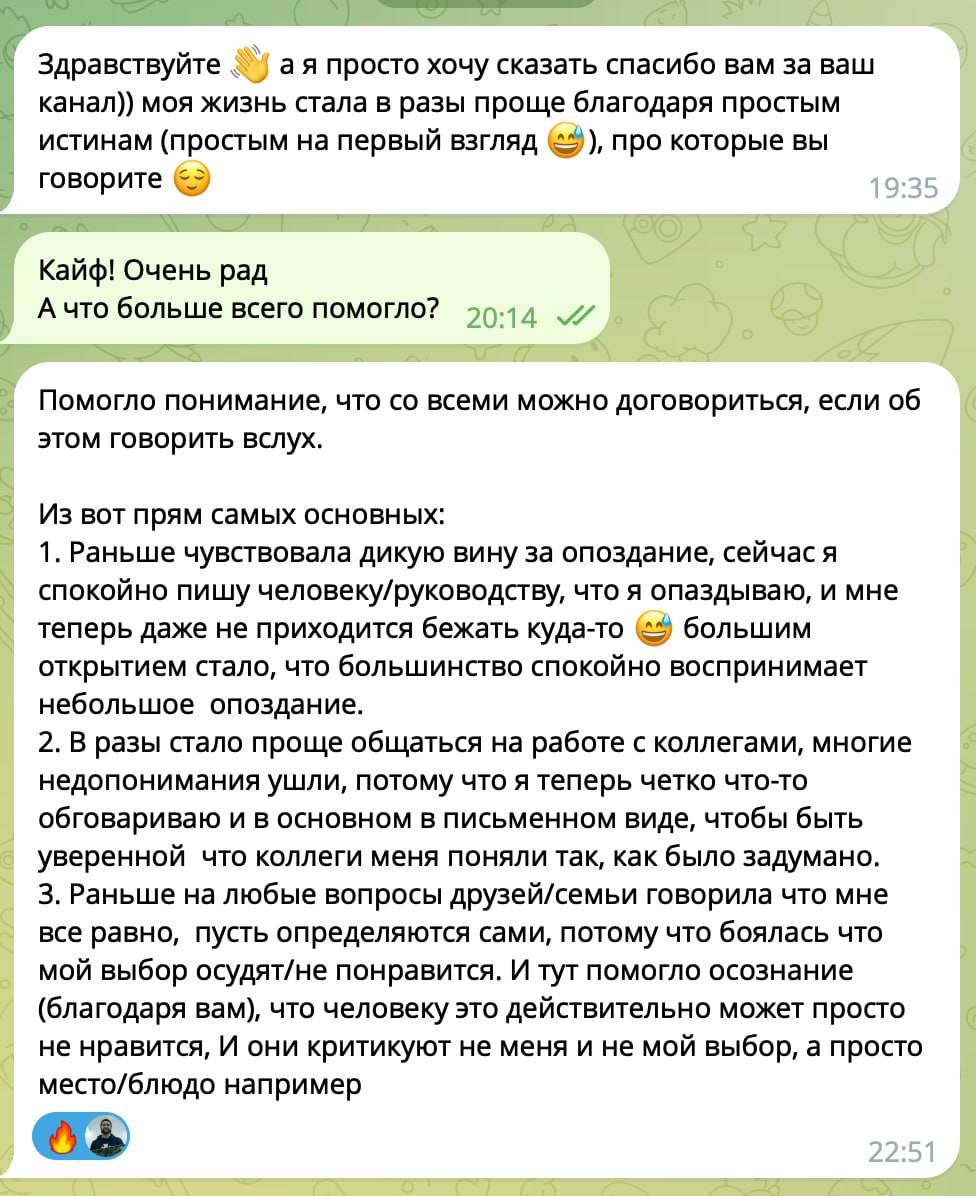 Здравствуйте 👋 а я просто хочу сказать спасибо вам за ваш
канал)) моя жизнь стала в разы проще благодаря простым
истинам (простым на первый взгляд 😅), про которые вы
говорите 😌
19:35
Кайф! Очень рад
А что больше всего помогло? 20:14
Помогло понимание, что со всеми можно договориться, если об
этом говорить вслух.
Из вот прям самых основных:
1. Раньше чувствовала дикую вину за опоздание, сейчас я
спокойно пишу человеку/руководству, что я опаздываю, и мне
теперь даже не приходится бежать куда-то 😅 большим
открытием стало, что большинство спокойно воспринимает
небольшое  опоздание.
2. В разы стало проще общаться на работе с коллегами, многие
недопонимания ушли, потому что я теперь четко что-то
обговариваю и в основном в письменном виде, чтобы быть
уверенной  что коллеги меня поняли так, как было задумано.
3. Раньше на любые вопросы друзей/семьи говорила что мне
все равно,  пусть определяются сами, потому что боялась что
мой выбор осудят/не понравится. И тут помогло осознание
(благодаря вам), что человеку это действительно может просто
не нравится, И они критикуют не меня и не мой выбор, а просто
место/блюдо например
22:51